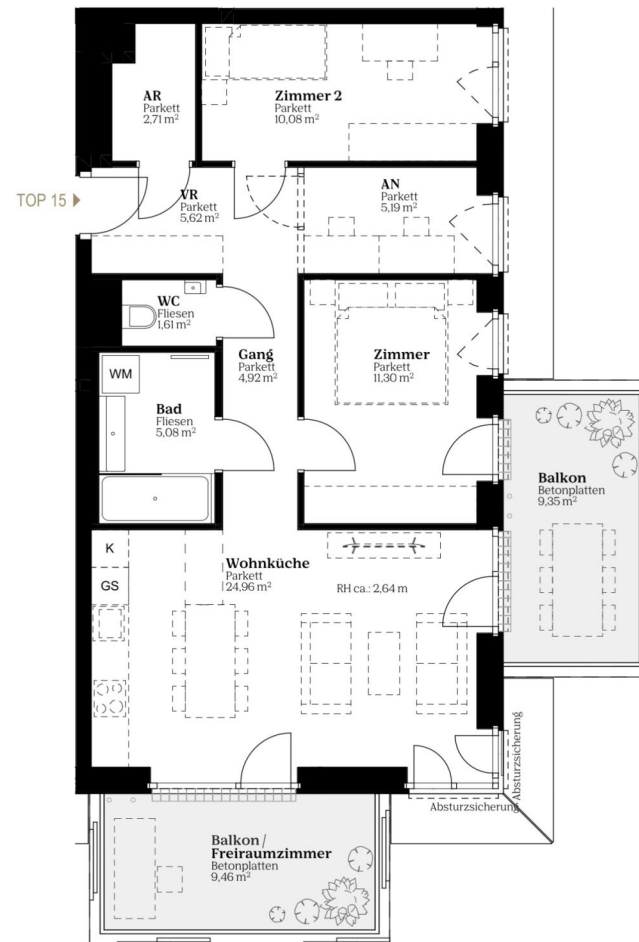 AR
Parkett
2,71 m²
Zimmer 2
Parkett
10,08 m²
TOP 15
VR
Parkett
5,62 m²
AN
Parkett
5,19 m²
WC
Fliesen
1,61 m²
Gang
Parkett
4,92 m²
Zimmer
Parkett
11,30 m²
WM
Bad
Fliesen
5,08 m²
Balkon
Betonplatten
9,35 m²
K
GS
Wohnküche
Parkett
24,96 m²
RH ca.: 2,64 m
Absturzsicherung
Absturzsicherung
Balkon /
Freiraumzimmer
Betonplatten
9,46 m²